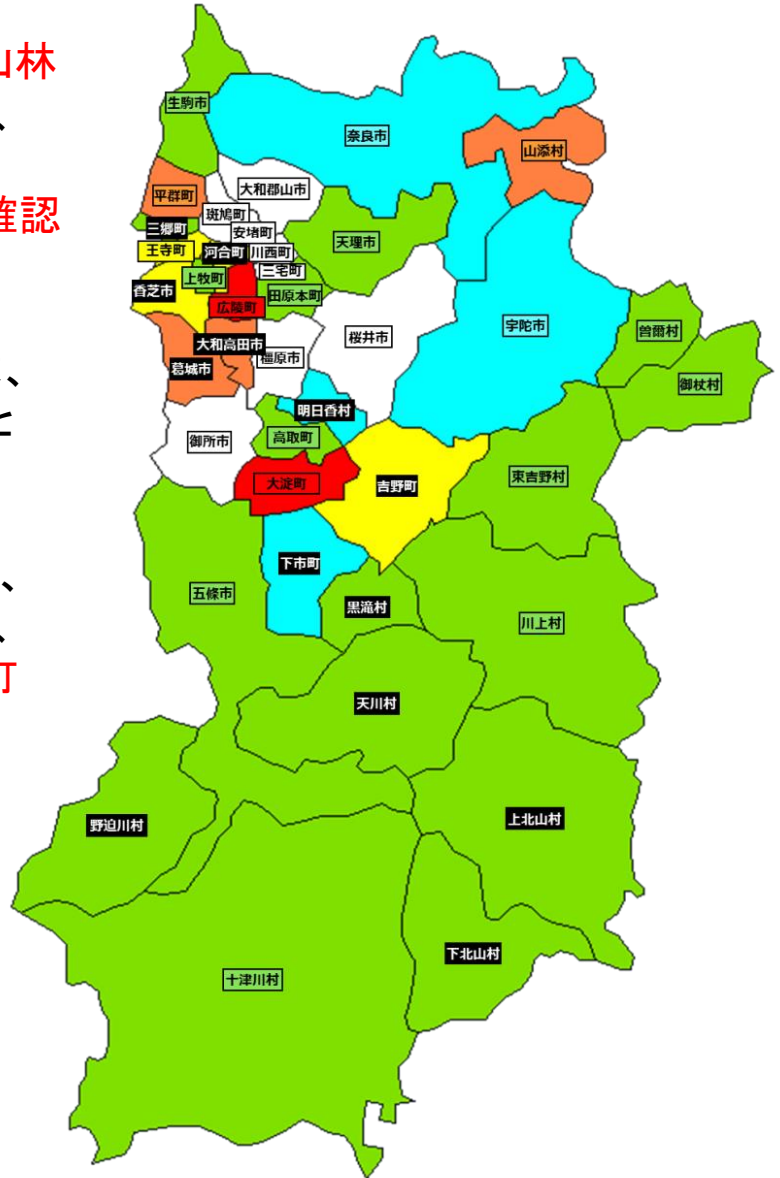 山林
、
確認
、
と
、
、
町
生駒市
奈良市
山添村
平群町
大和郡山市
斑鳩町
三郷町
安堵町
天理市
王寺町
河合町
川西町
三宅町
上牧町
香芝市
田原本町
広陵町
宇陀市
曽爾村
桜井市
大和高田市
橿原市
葛城市
御杖村
明日香村
御所市
高取町
東吉野村
大淀町
吉野町
下市町
五條市
黒滝村
川上村
天川村
野迫川村
上北山村
下北山村
十津川村